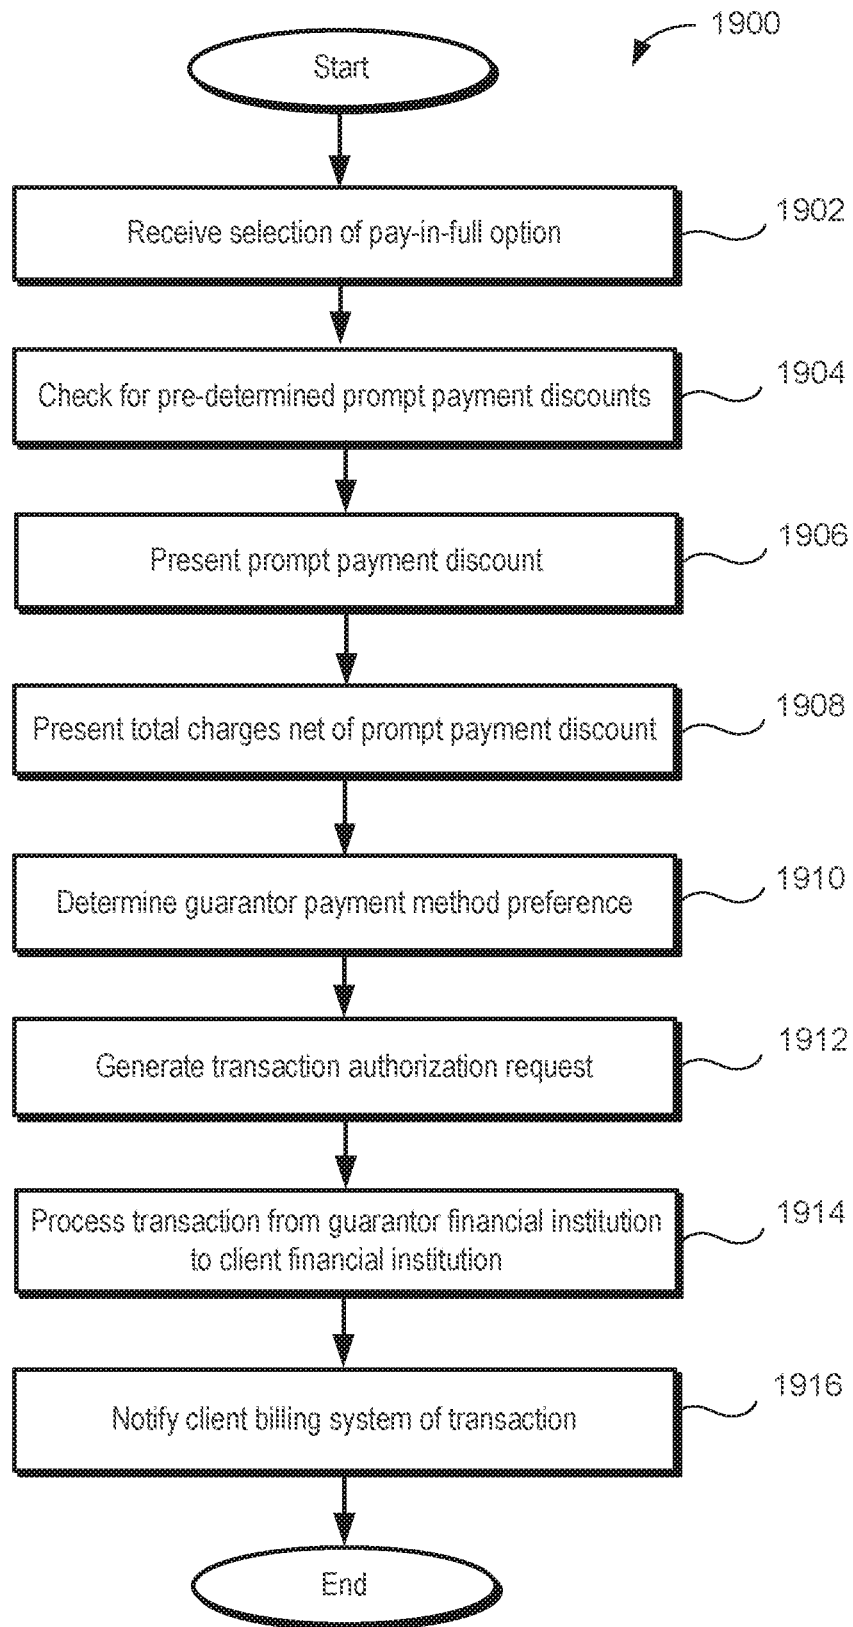 1900
Start
Receive selection of pay-in-full option
1902
Check for pre-determined prompt payment discounts
1904
Present prompt payment discount
1906
Present total charges net of prompt payment discount
1908
Determine guarantor payment method preference
1910
Generate transaction authorization request
1912
Process transaction from guarantor financial institution
to client financial institution
1914
Notify client billing system of transaction
1916
End